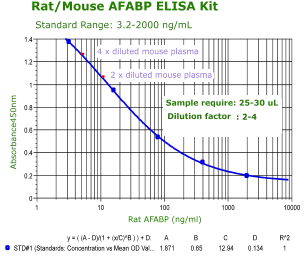 Rat/Mouse AFABP ELISA Kit
Standard Range: 3.2-2000 ng/mL
1.4
1.2
1
0.8
0.6
0.4
0.2
0
Absorbance450nm
4 x diluted mouse plasma
2 x diluted mouse plasma
Sample require: 25-30 uL
Dilution factor : 2-4
1 10 100 1000 10000
Rat AFABP (ng/ml)
y = ( (A - D)/(1 + (x/C)^B ) ) + D: A B C D R^2
STD#1 (Standards: Concentration vs Mean OD Val... 1.871 0.65 12.94 0.134 1